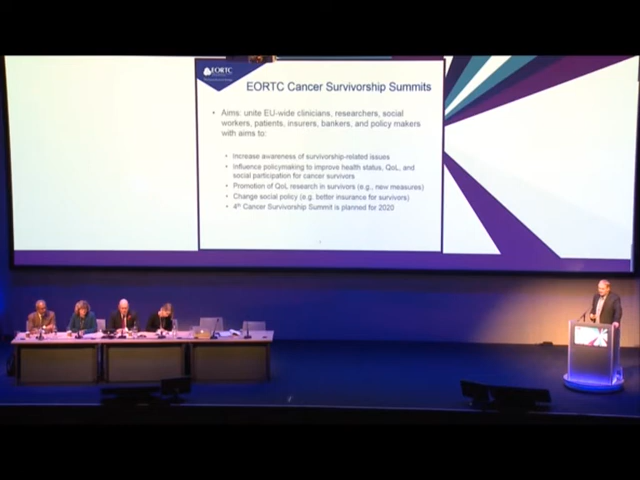 EORTC
EORTC Cancer Survivorship Summits
• Aims: unite EU-wide clinicians, researchers, social
workers, patients, insurers, bankers, and policy makers
with aims to:
• Increase awareness of survivorship-related issues
• Influence policymaking to improve health status, QoL, and
social participation for cancer survivors
• Promotion of QoL research in survivors (e.g., new measures)
• Change social policy (e.g. better insurance for survivors)
• 4th Cancer Survivorship Summit is planned for 2020